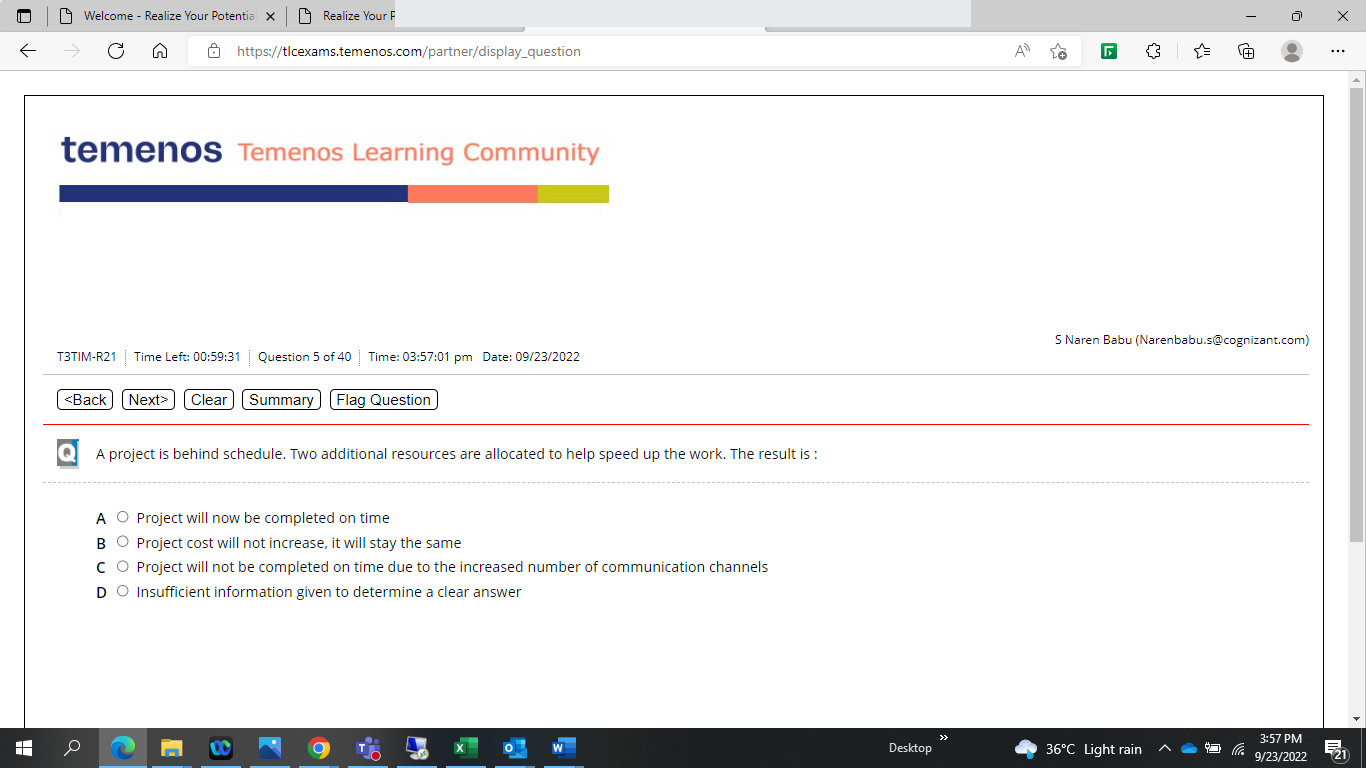 Welcome - Realize Your Potential
Realize Your P
https://tlcexams.temenos.com/partner/display_question
temenos Temenos Learning Community
S Naren Babu (Narenbabu.s@cognizant.com)
T3TIM-R21 Time Left: 00:59:31 Question 5 of 40 Time: 03:57:01 pm Date: 09/23/2022
<Back Next> Clear Summary Flag Question
Q A project is behind schedule. Two additional resources are allocated to help speed up the work. The result is :
A Project will now be completed on time
B Project cost will not increase, it will stay the same
C Project will not be completed on time due to the increased number of communication channels
D Insufficient information given to determine a clear answer
Desktop » 36°C Light rain 3:57 PM
9/23/2022 21